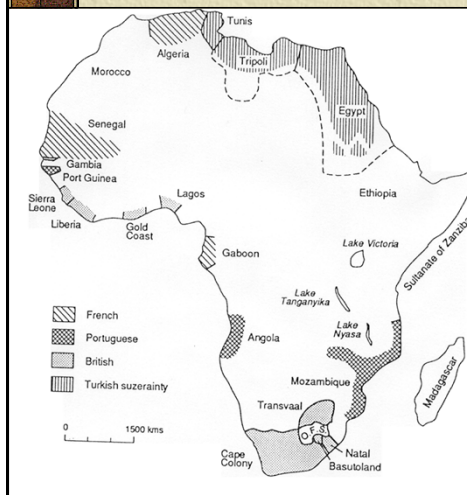 Tunis
Algeria
Tripoli
Morocco
Egypt
Senegal
Gambia
Port Guinea
Ethiopia
Sierra
Leone
Lagos
Liberia
Gold
Coast
Gaboon
Lake Victoria
Sultanate of Zanzibar
Lake
Tanganyika
Lake
Nyasa
French
Portuguese
British
Turkish suzerainty
Angola
Mozambique
Madagascar
Transvaal
0 1500 kms
O.F.S.
Cape
Colony
Natal
Basutoland